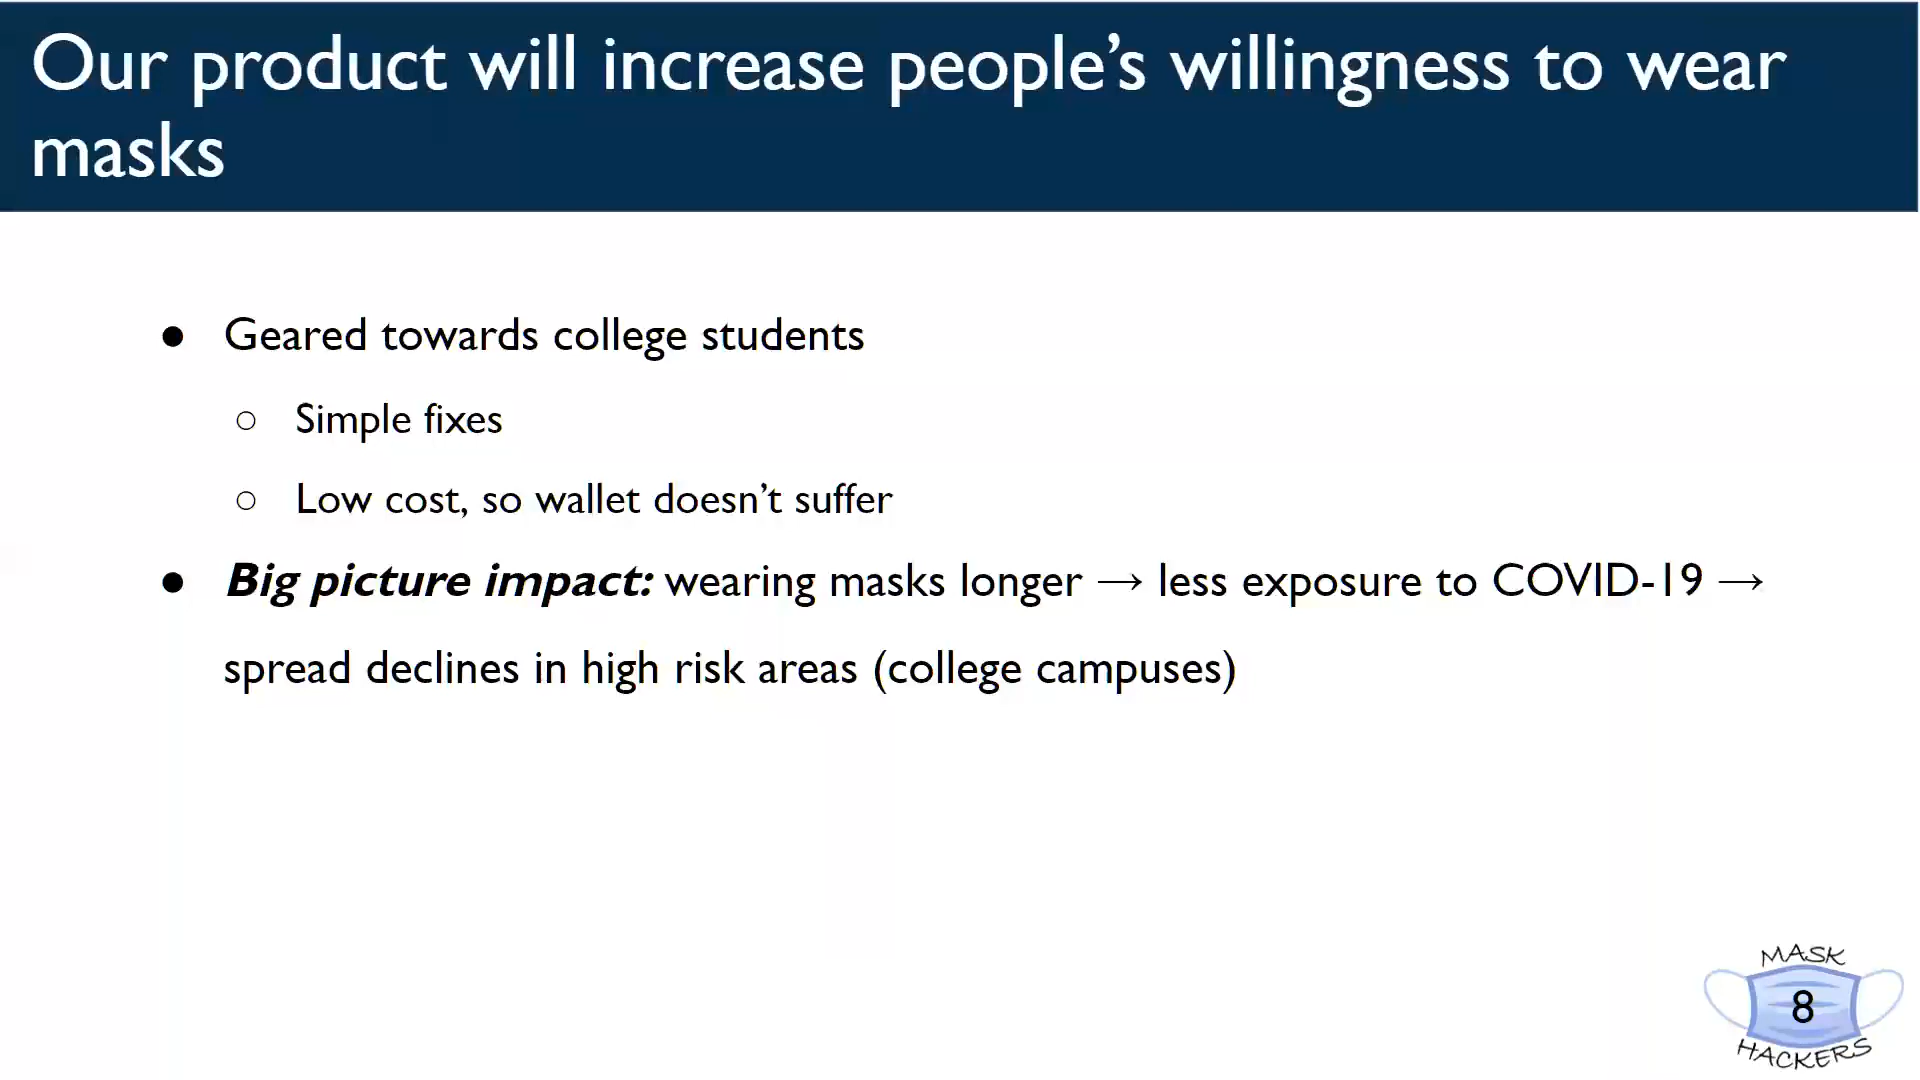 Our product will increase people’s willingness to wear
masks
● Geared towards college students
○ Simple fixes
○ Low cost, so wallet doesn’t suffer
● Big picture impact: wearing masks longer → less exposure to COVID-19 →
spread declines in high risk areas (college campuses)
MASK
8
HACKERS